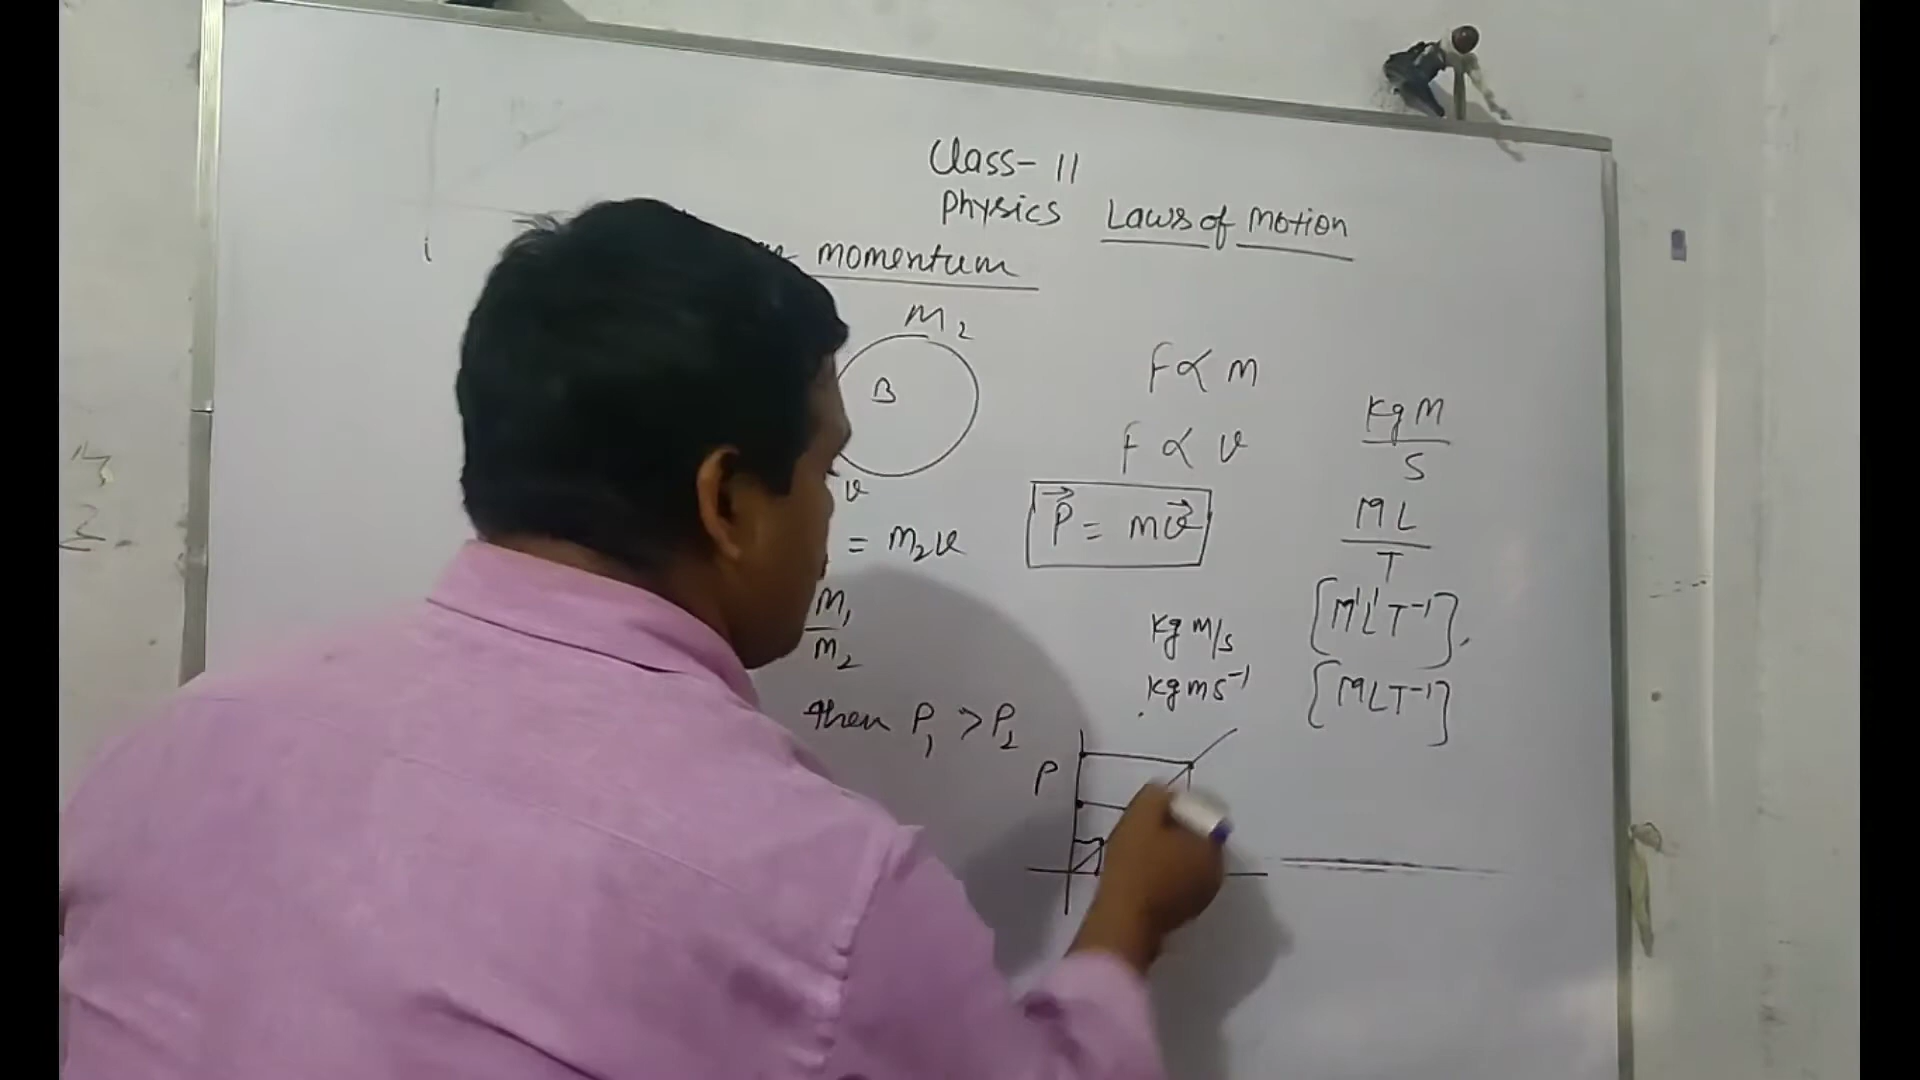 Class-11
Physics Laws of Motion
momentum
M2
B
v
= m2v
M1
m2
then P1 > P2
F ∝ m
F ∝ v
P⃗ = mv⃗
kg m/s
kg m s⁻¹
Kg M
S
ML
T
[M¹L¹T⁻¹],
[MLT⁻¹]
P